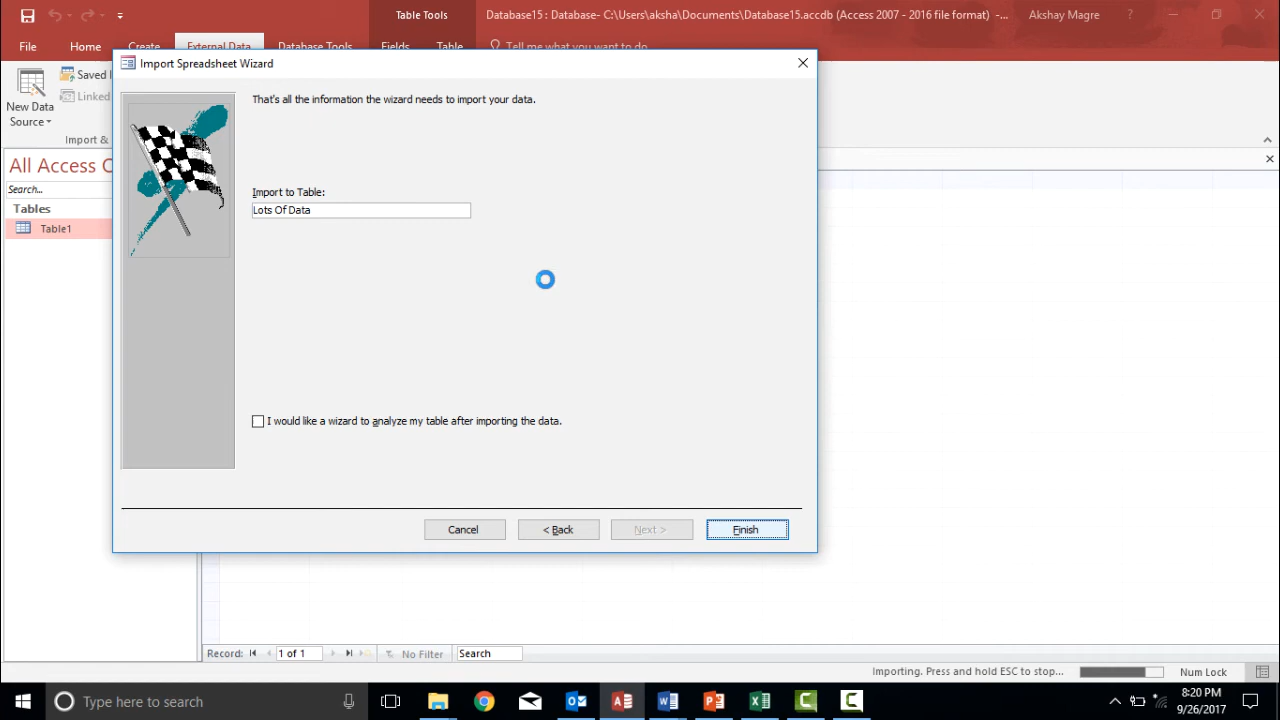 Table Tools
Database15 : Database- C:\Users\aksha\Documents\Database15.accdb (Access 2007 - 2016 file format) -...
Akshay Magre
?
File
Home
Create
External Data
Database Tools
Fields
Table
Tell me what you want to do
Import Spreadsheet Wizard
Saved
New Data
Source
Linked
Import &
That's all the information the wizard needs to import your data.
All Access
Search...
Tables
Table1
Import to Table:
Lots Of Data
I would like a wizard to analyze my table after importing the data.
Cancel
< Back
Next >
Finish
Record:
1 of 1
No Filter
Search
Importing. Press and hold ESC to stop...
Num Lock
Type here to search
8:20 PM
9/26/2017